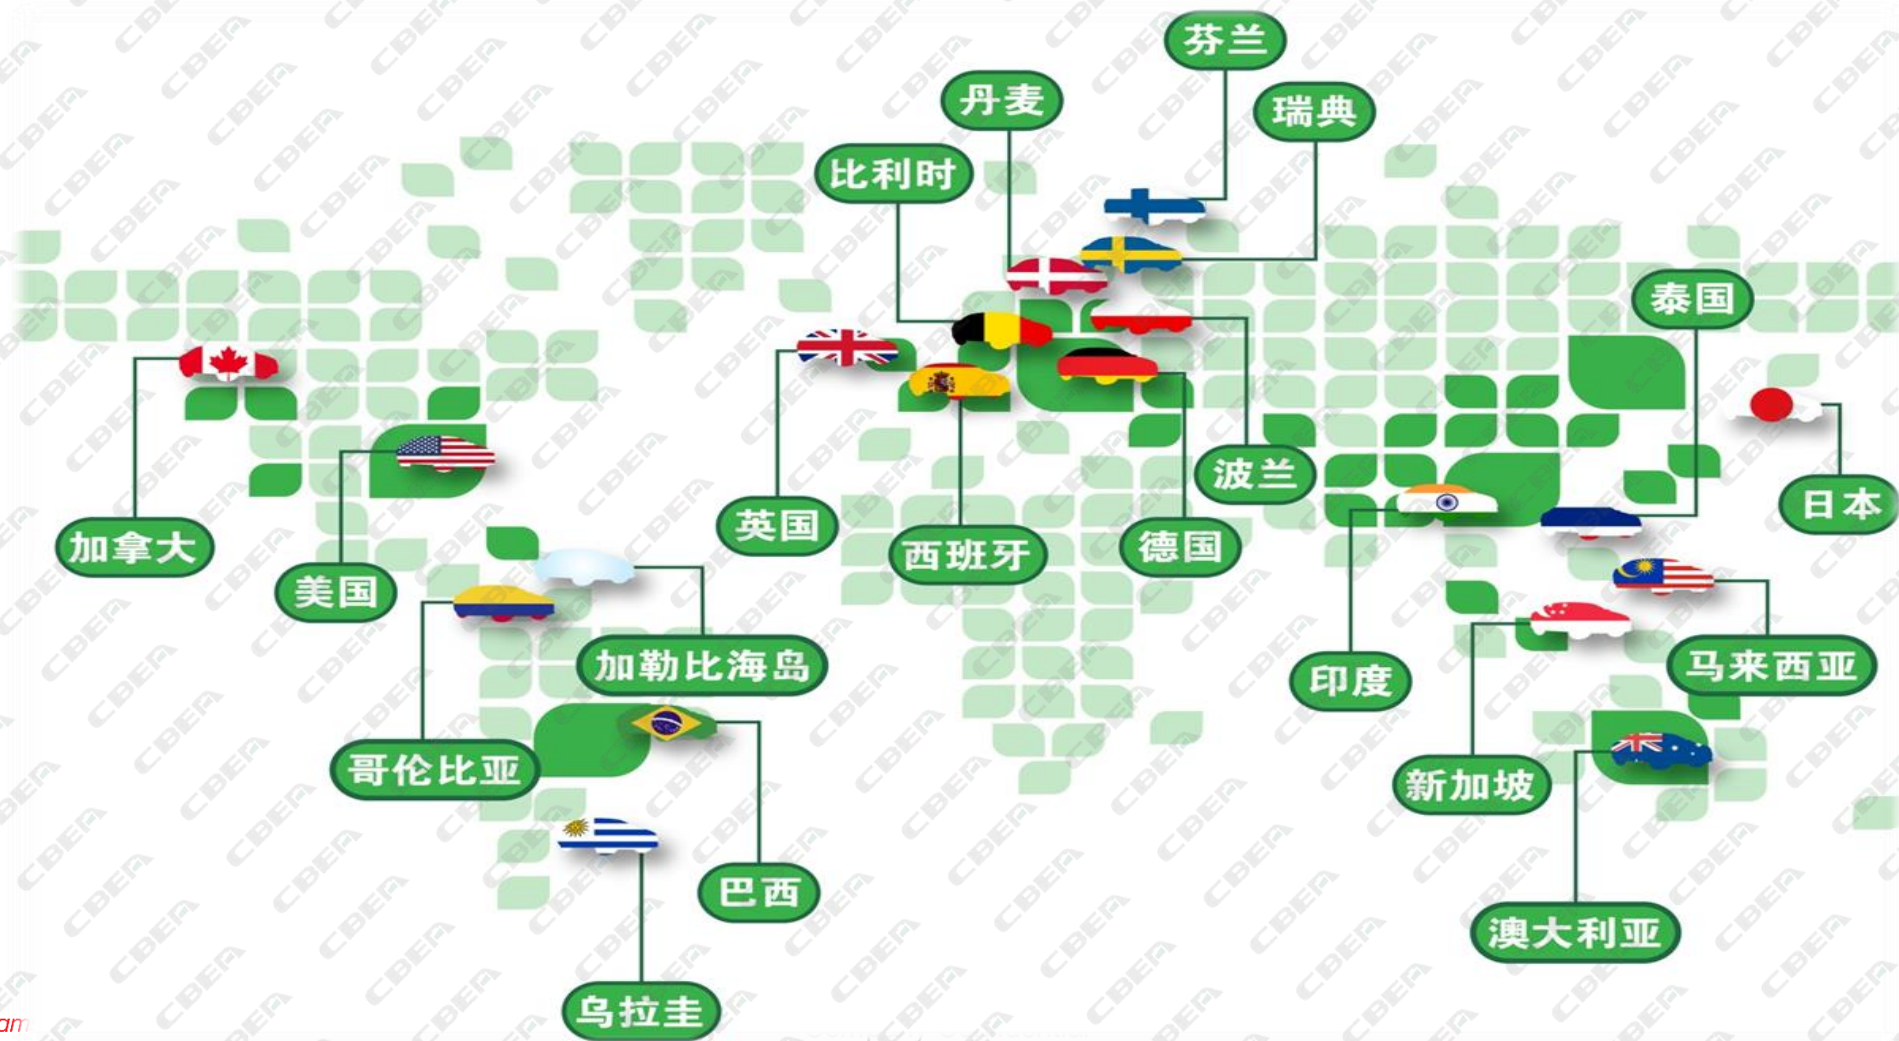 芬兰
丹麦
瑞典
比利时
泰国
波兰
日本
英国
加拿大
西班牙
德国
美国
加勒比海岛
马来西亚
印度
哥伦比亚
新加坡
巴西
澳大利亚
乌拉圭
CBEA
am